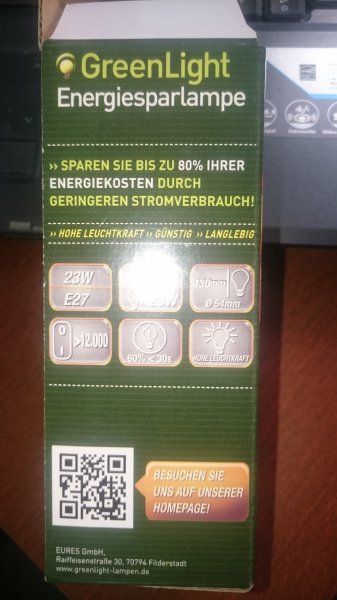 GreenLight
Energiesparlampe
›› SPAREN SIE BIS ZU 80% IHRER
ENERGIEKOSTEN DURCH
GERINGEREN STROMVERBRAUCH!
›› HOHE LEUCHTKRAFT ›› GÜNSTIG ›› LANGLEBIG
23W
E27
130mm
Ø 54mm
O
I
>12.000
60% < 30s
HOHE LEUCHTKRAFT
BESUCHEN SIE
UNS AUF UNSERER
HOMEPAGE!
EURES GmbH,
Raiffeisenstraße 30, 70794 Filderstadt
www.greenlight-lampen.de